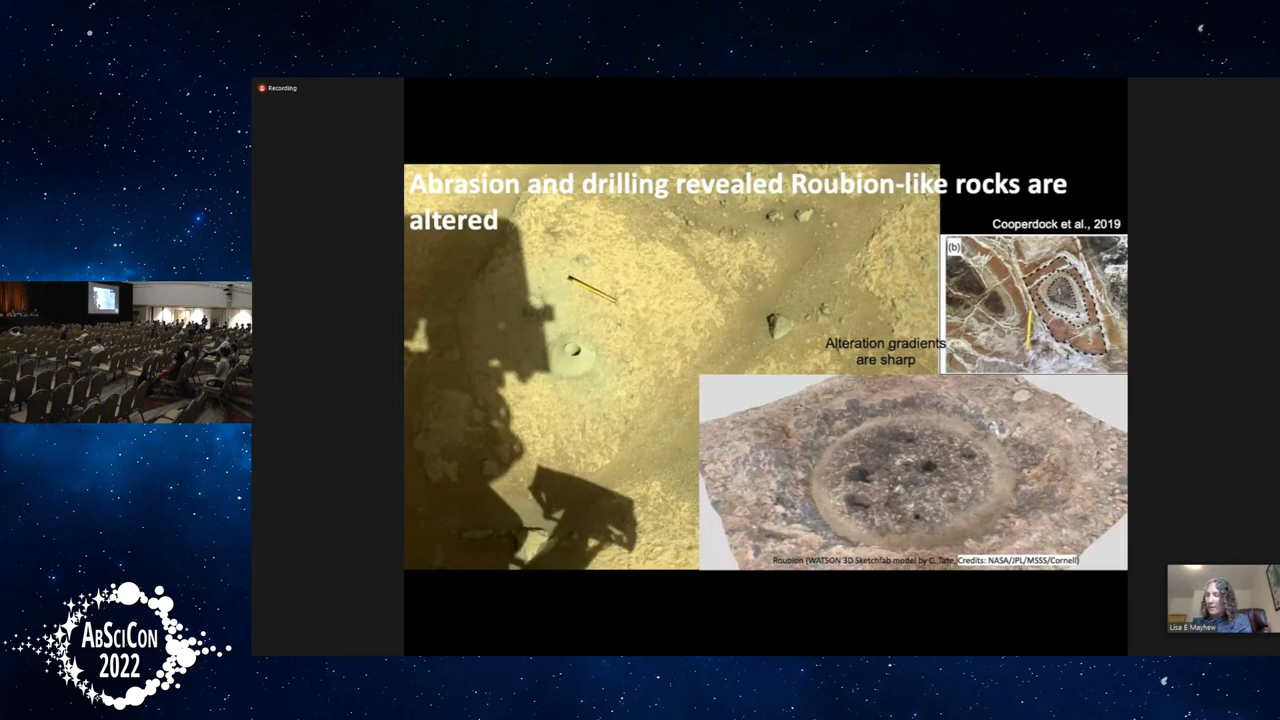 Recording
Abrasion and drilling revealed Roubion-like rocks are
altered
Cooperdock et al., 2019
(b)
Alteration gradients
are sharp
Roubion (WATSON 3D Sketchfab model by C. Tate, Credits: NASA/JPL/MSSS/Cornell)
Lisa E Mayhew
ABSCICON
2022